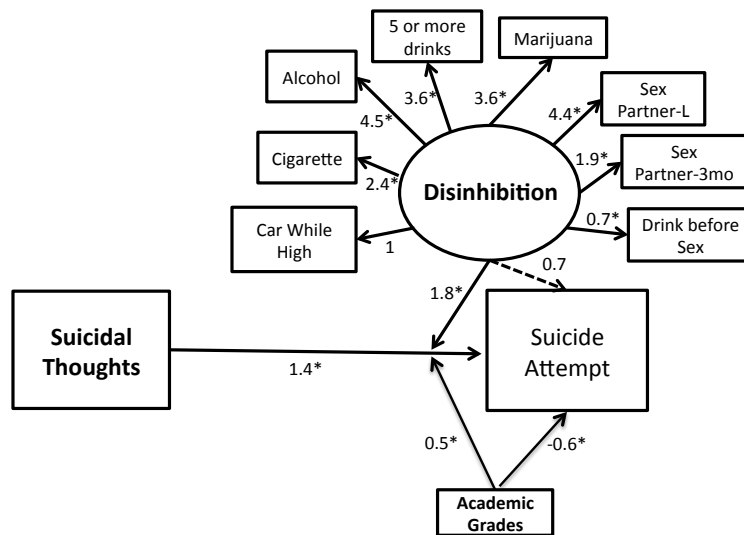 5 or more
drinks
Marijuana
Alcohol
Sex
Partner-L
3.6*
3.6*
4.4*
4.5*
Cigarette
Sex
Partner-3mo
1.9*
2.4*
Disinhibition
Car While
High
1
0.7*
Drink before
Sex
0.7
1.8*
Suicidal
Thoughts
Suicide
Attempt
1.4*
0.5*
-0.6*
Academic
Grades